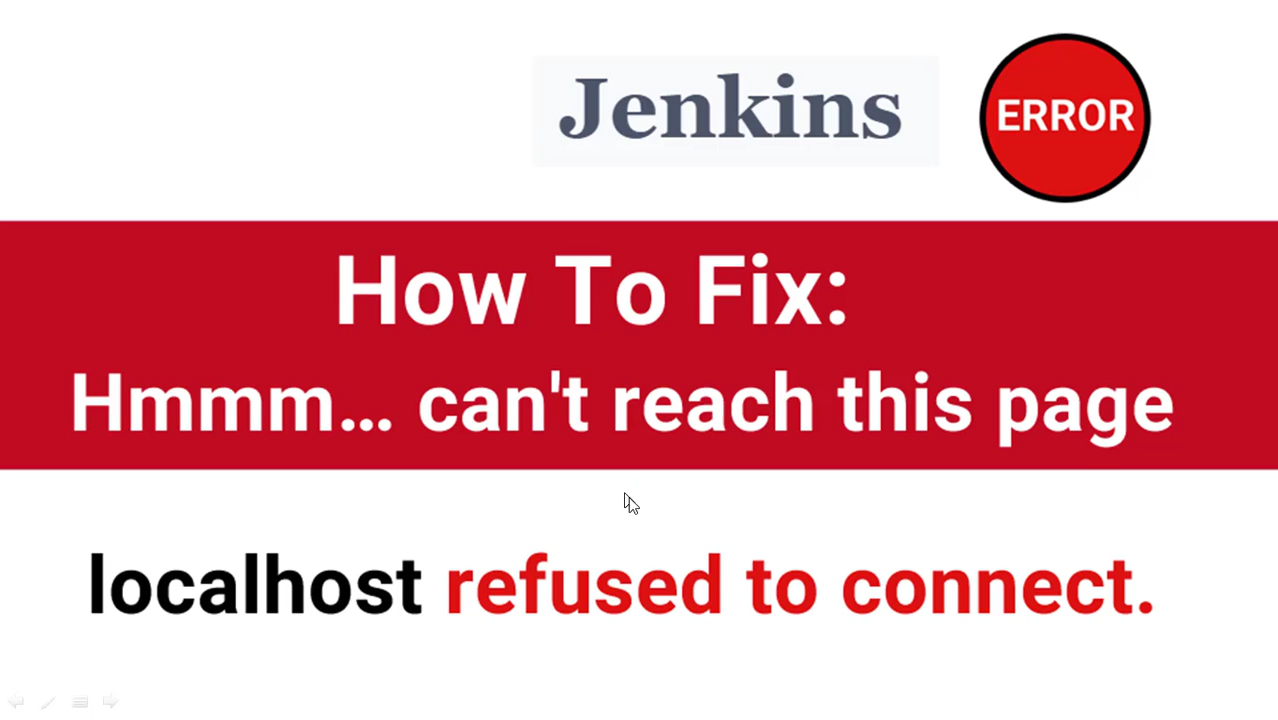 Jenkins
ERROR
How To Fix:
Hmmm... can't reach this page
localhost refused to connect.